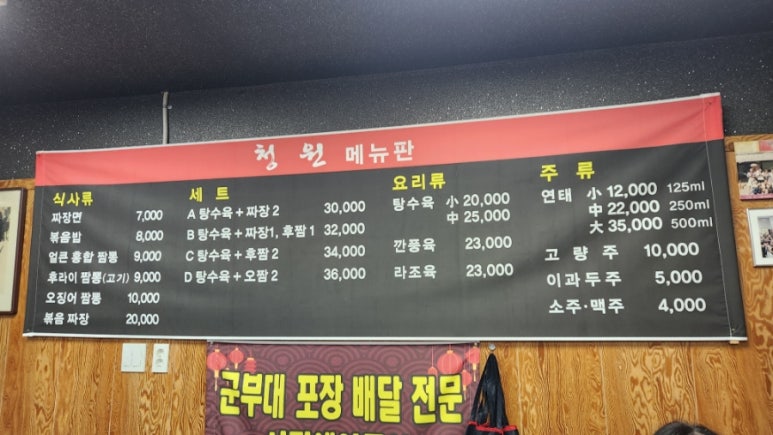 청원 메뉴판
식사류
짜장면 7,000
볶음밥 8,000
얼큰 홍합 짬뽕 9,000
후라이 짬뽕(고기) 9,000
오징어 짬뽕 10,000
볶음 짜장 20,000
세트
A 탕수육+짜장 2 30,000
B 탕수육+짜장1, 후짬1 32,000
C 탕수육+후짬2 34,000
D 탕수육+오짬2 36,000
요리류
탕수육 小 20,000
中 25,000
깐풍육 23,000
라조육 23,000
주류
연태 小 12,000 125ml
中 22,000 250ml
大 35,000 500ml
고량주 10,000
이과두주 5,000
소주·맥주 4,000
군부대 포장 배달 전문